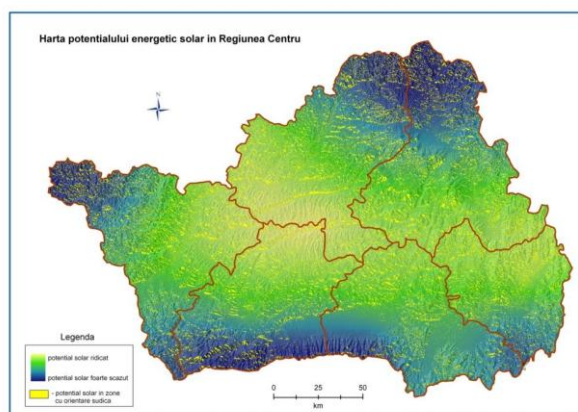 Harta potentialului energetic solar in Regiunea Centru
N
Legenda
potential solar ridicat
potential solar foarte scazut
- potential solar in zone
cu orientare sudica
0 25 50
km